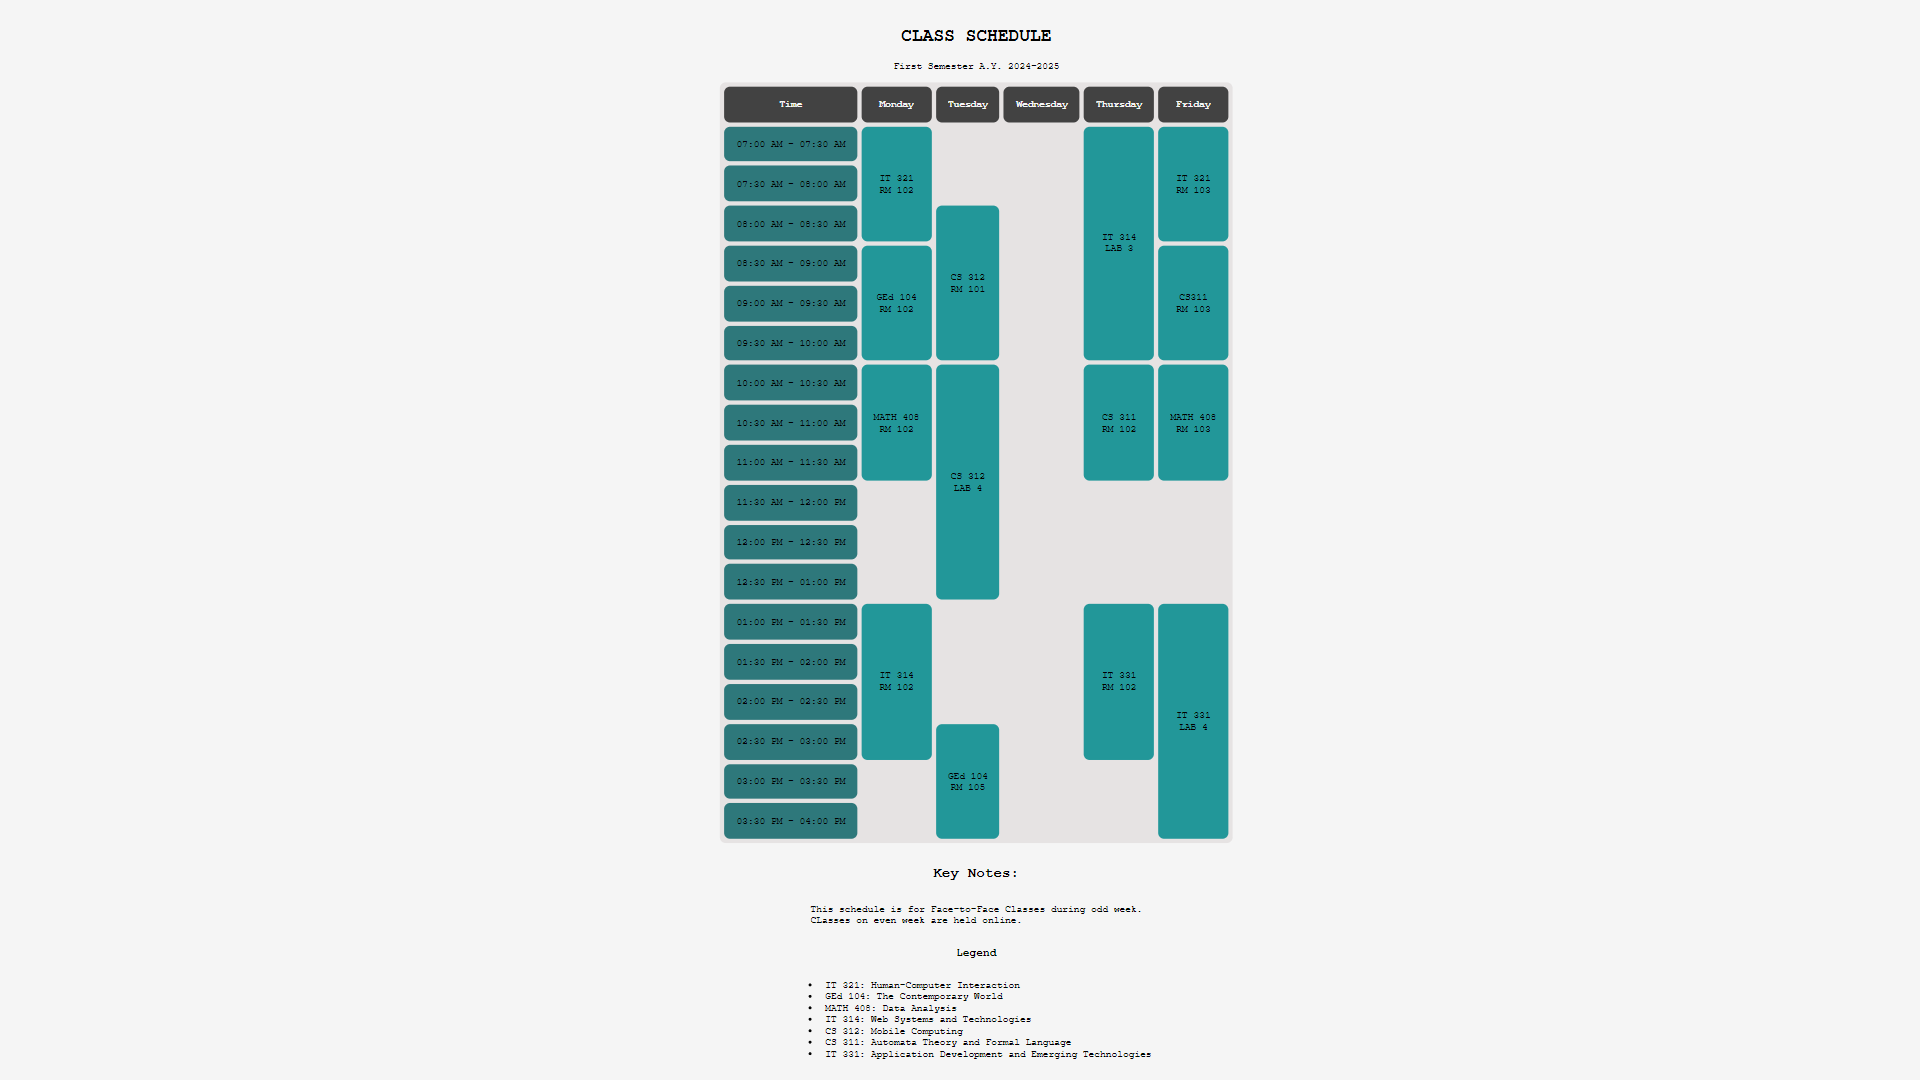 CLASS SCHEDULE
First Semester A.Y. 2024-2025
Time Monday Tuesday Wednesday Thursday Friday
07:00 AM - 07:30 AM
IT 321
RM 102
IT 314
LAB 3
IT 321
RM 103
07:30 AM - 08:00 AM
08:00 AM - 08:30 AM
CS 312
RM 101
08:30 AM - 09:00 AM
GEd 104
RM 102
CS311
RM 103
09:00 AM - 09:30 AM
09:30 AM - 10:00 AM
10:00 AM - 10:30 AM
MATH 408
RM 102
CS 312
LAB 4
CS 311
RM 102
MATH 408
RM 103
10:30 AM - 11:00 AM
11:00 AM - 11:30 AM
11:30 AM - 12:00 PM
12:00 PM - 12:30 PM
12:30 PM - 01:00 PM
01:00 PM - 01:30 PM
IT 314
RM 102
IT 331
RM 102
IT 331
LAB 4
01:30 PM - 02:00 PM
02:00 PM - 02:30 PM
02:30 PM - 03:00 PM
GEd 104
RM 105
03:00 PM - 03:30 PM
03:30 PM - 04:00 PM
Key Notes:
This schedule is for Face-to-Face Classes during odd week.
CLasses on even week are held online.
Legend
• IT 321: Human-Computer Interaction
• GEd 104: The Contemporary World
• MATH 408: Data Analysis
• IT 314: Web Systems and Technologies
• CS 312: Mobile Computing
• CS 311: Automata Theory and Formal Language
• IT 331: Application Development and Emerging Technologies